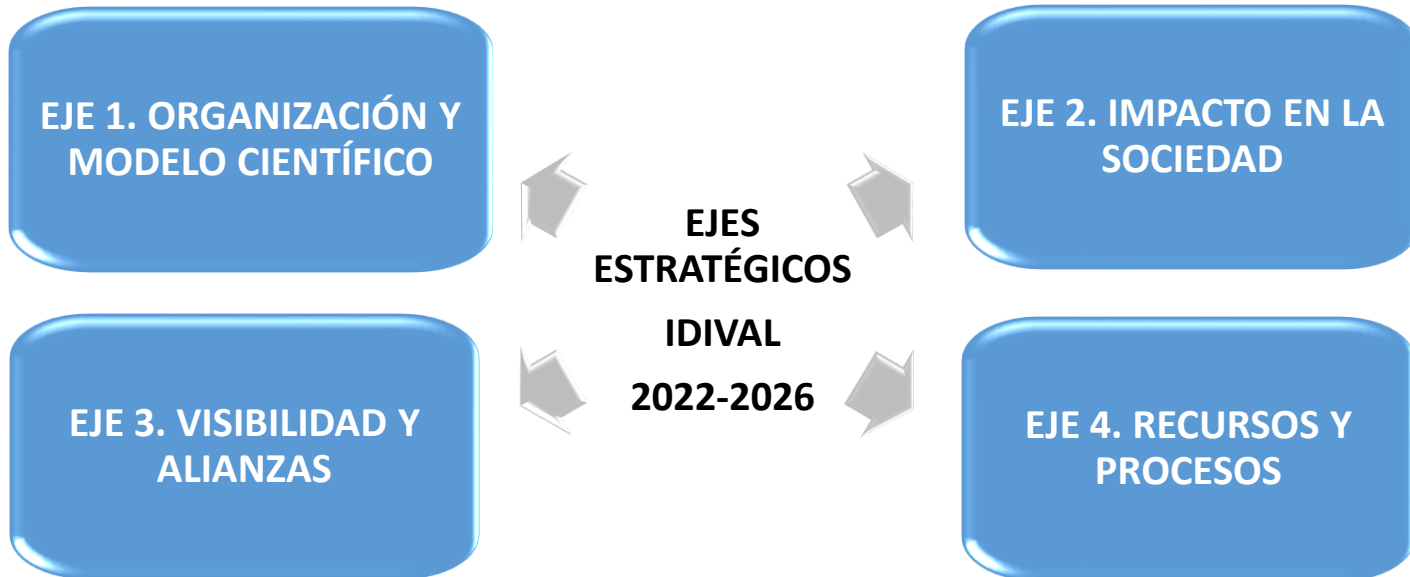 EJE 1. ORGANIZACIÓN Y
MODELO CIENTÍFICO
EJE 2. IMPACTO EN LA
SOCIEDAD
EJES
ESTRATÉGICOS
IDIVAL
2022-2026
EJE 3. VISIBILIDAD Y
ALIANZAS
EJE 4. RECURSOS Y
PROCESOS